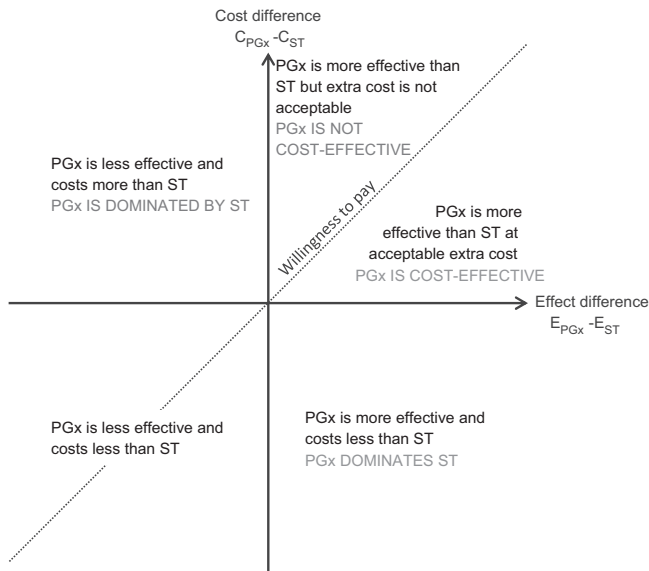 Cost difference
C_PGx -C_ST
PGx is more effective than
ST but extra cost is not
acceptable
PGX IS NOT
COST-EFFECTIVE
PGx is less effective and
costs more than ST
PGX IS DOMINATED BY ST
Willingness to pay
PGx is more
effective than ST at
acceptable extra cost
PGX IS COST-EFFECTIVE
Effect difference
E_PGx -E_ST
PGx is less effective and
costs less than ST
PGx is more effective and
costs less than ST
PGx DOMINATES ST